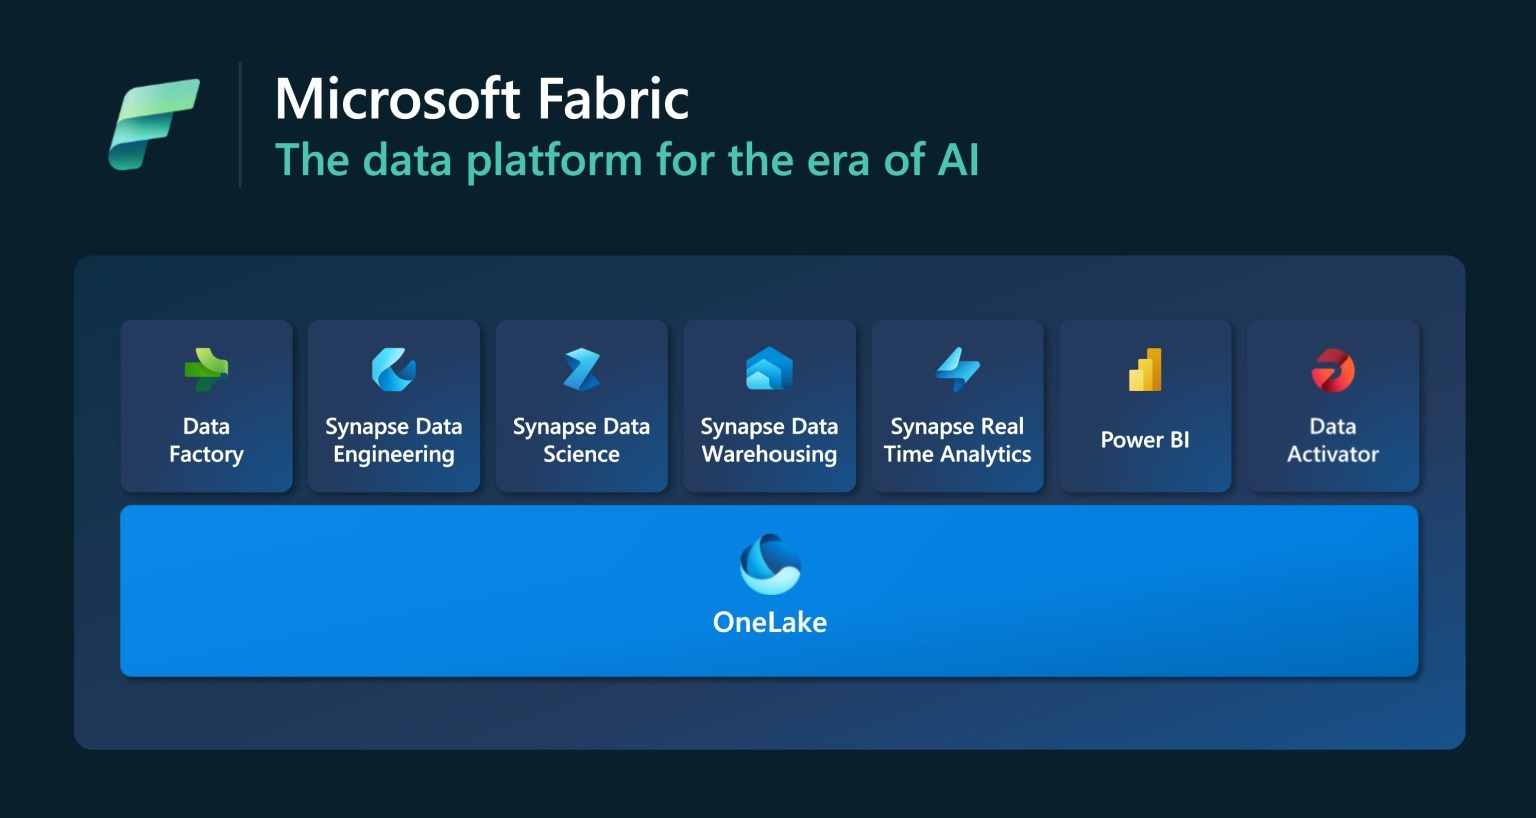 Microsoft Fabric
The data platform for the era of AI
Data
Factory
Synapse Data
Engineering
Synapse Data
Science
Synapse Data
Warehousing
Synapse Real
Time Analytics
Power BI
Data
Activator
OneLake